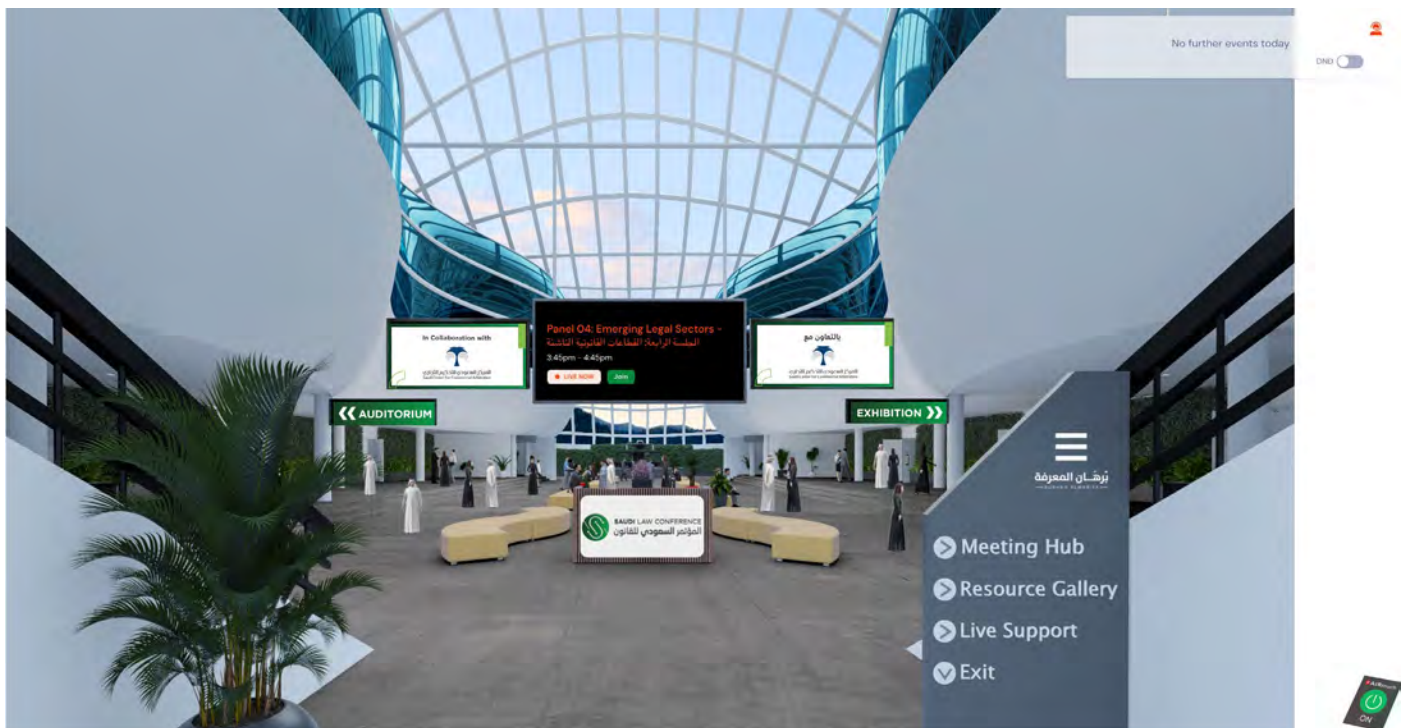 No further events today
DND
In Collaboration with
Panel 04: Emerging Legal Sectors -
الجلسة الرابعة: القطاعات القانونية الناشئة
3:45pm - 4:45pm
LIVE NOW
Join
بالتعاون مع
AUDITORIUM
EXHIBITION
بُرهَــان المعرفة
SAUDI LAW CONFERENCE
المؤتمر السعودي للقانون
Meeting Hub
Resource Gallery
Live Support
Exit
ON